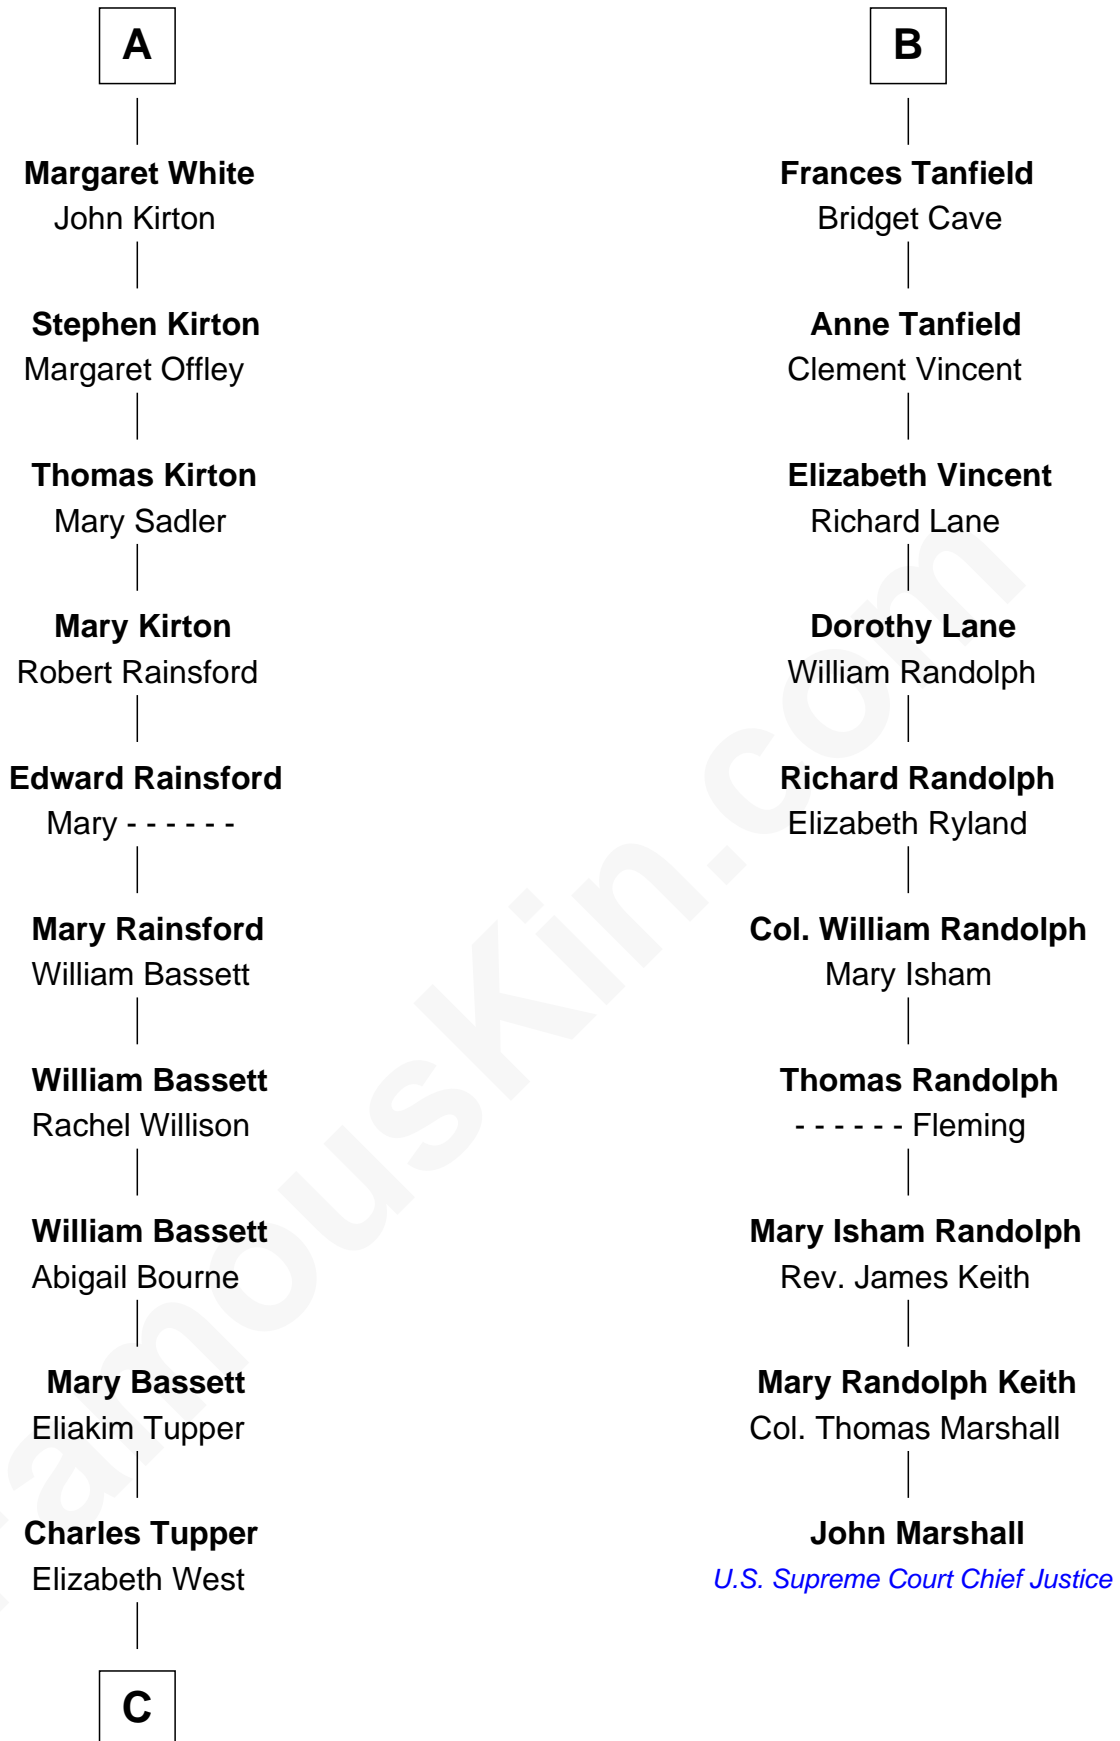 A
Margaret White
John Kirton
Stephen Kirton
Margaret Offley
Thomas Kirton
Mary Sadler
Mary Kirton
Robert Rainsford
Edward Rainsford
Mary - - - - - -
Mary Rainsford
William Bassett
William Bassett
Rachel Willison
William Bassett
Abigail Bourne
Mary Bassett
Eliakim Tupper
Charles Tupper
Elizabeth West
C
B
Frances Tanfield
Bridget Cave
Anne Tanfield
Clement Vincent
Elizabeth Vincent
Richard Lane
Dorothy Lane
William Randolph
Richard Randolph
Elizabeth Ryland
Col. William Randolph
Mary Isham
Thomas Randolph
- - - - - - Fleming
Mary Isham Randolph
Rev. James Keith
Mary Randolph Keith
Col. Thomas Marshall
John Marshall
U.S. Supreme Court Chief Justice
FamousKin.com